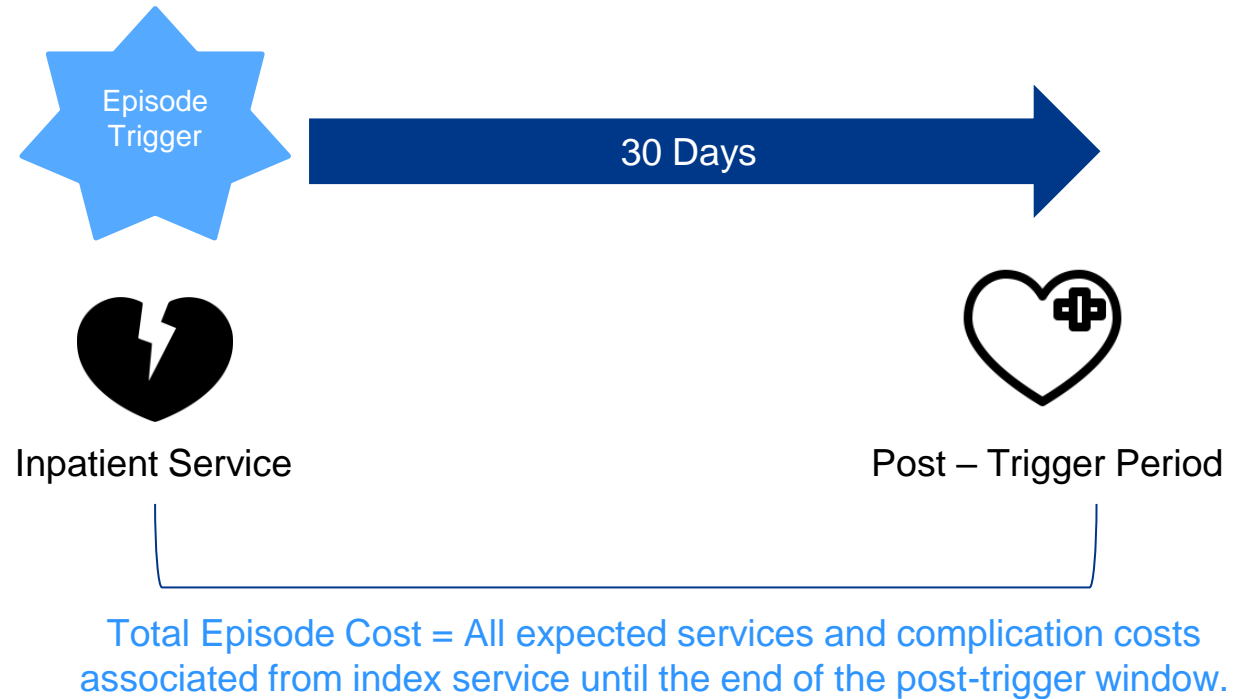 Episode
Trigger
30 Days
Inpatient Service
Post – Trigger Period
Total Episode Cost = All expected services and complication costs
associated from index service until the end of the post-trigger window.